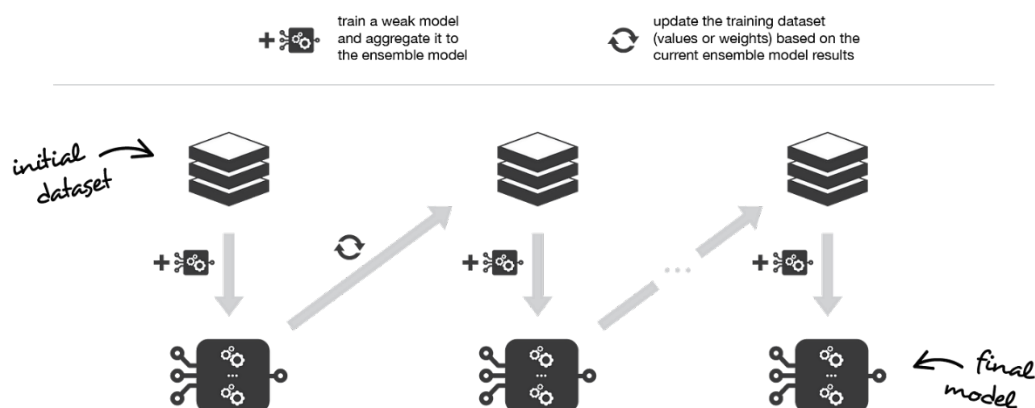 train a weak model
and aggregate it to
the ensemble model
update the training dataset
(values or weights) based on the
current ensemble model results
initial
dataset
final
model